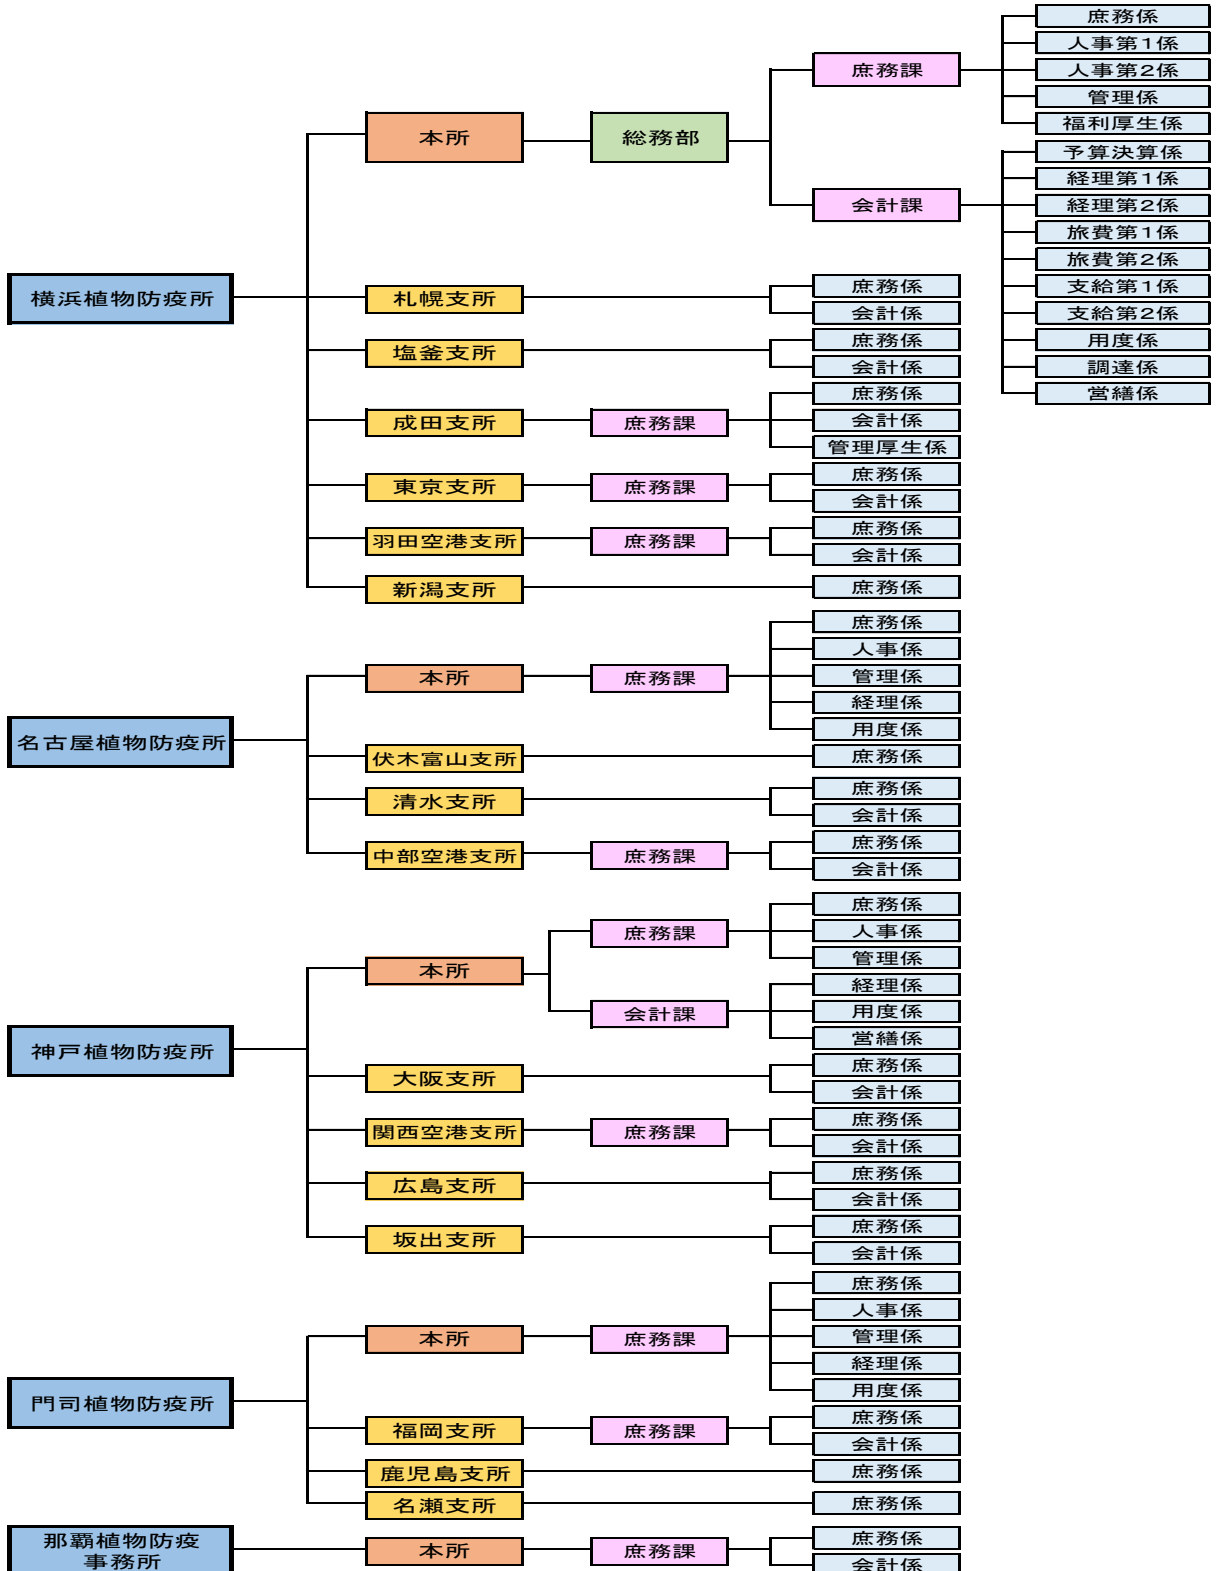 横浜植物防疫所
本所
総務部
庶務課
庶務係
人事第1係
人事第2係
管理係
福利厚生係
会計課
予算決算係
経理第1係
経理第2係
旅費第1係
旅費第2係
支給第1係
支給第2係
用度係
調達係
営繕係
札幌支所
庶務係
会計係
塩釜支所
庶務係
会計係
成田支所
庶務課
庶務係
会計係
管理厚生係
東京支所
庶務課
庶務係
会計係
羽田空港支所
庶務課
庶務係
会計係
新潟支所
庶務係
名古屋植物防疫所
本所
庶務課
庶務係
人事係
管理係
経理係
用度係
伏木富山支所
庶務係
清水支所
庶務係
会計係
中部空港支所
庶務課
庶務係
会計係
神戸植物防疫所
本所
庶務課
庶務係
人事係
管理係
会計課
経理係
用度係
営繕係
大阪支所
庶務係
会計係
関西空港支所
庶務課
庶務係
会計係
広島支所
庶務係
会計係
坂出支所
庶務係
会計係
門司植物防疫所
本所
庶務課
庶務係
人事係
管理係
経理係
用度係
福岡支所
庶務課
庶務係
会計係
鹿児島支所
庶務係
名瀬支所
庶務係
那覇植物防疫
事務所
本所
庶務課
庶務係
会計係